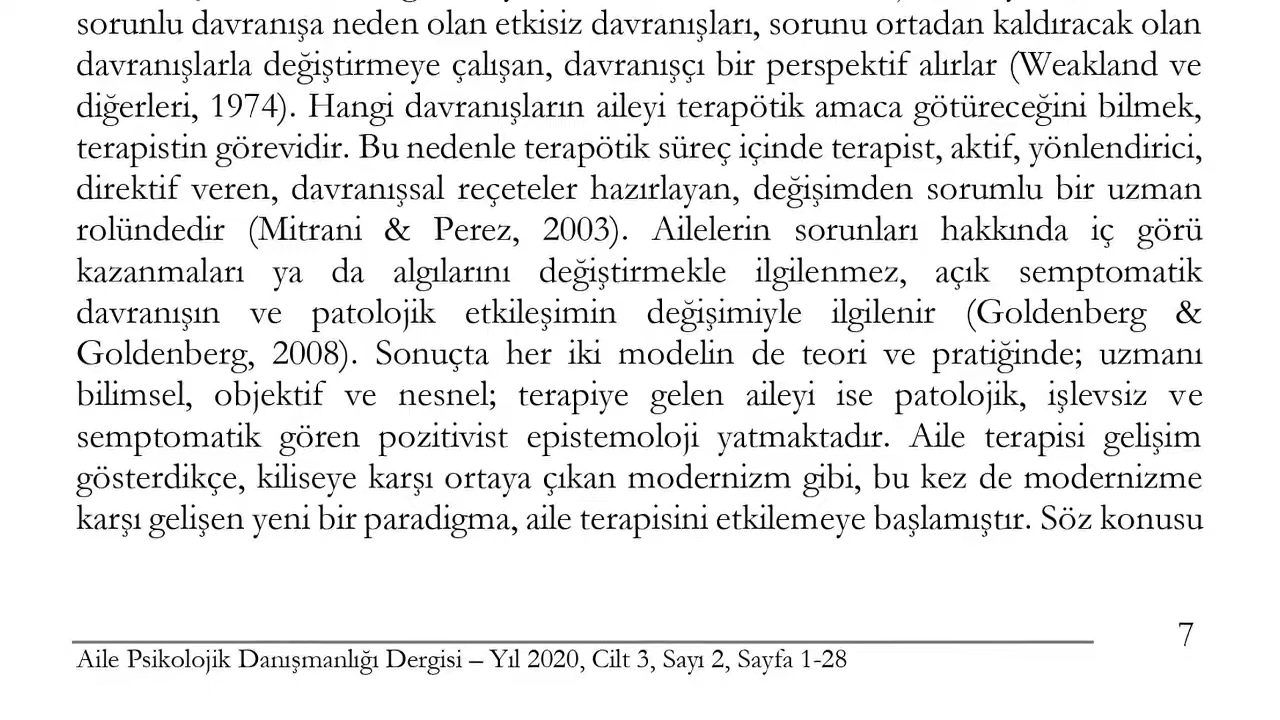 sorunlu davranışa neden olan etkisiz davranışları, sorunu ortadan kaldıracak olan
davranışlarla değiştirmeye çalışan, davranışçı bir perspektif alırlar (Weakland ve
diğerleri, 1974). Hangi davranışların aileyi terapötik amaca götüreceğini bilmek,
terapistin görevidir. Bu nedenle terapötik süreç içinde terapist, aktif, yönlendirici,
direktif veren, davranışsal reçeteler hazırlayan, değişimden sorumlu bir uzman
rolündedir (Mitrani & Perez, 2003). Ailelerin sorunları hakkında iç görü
kazanmaları ya da algılarını değiştirmekle ilgilenmez, açık semptomatik
davranışın ve patolojik etkileşimin değişimiyle ilgilenir (Goldenberg &
Goldenberg, 2008). Sonuçta her iki modelin de teori ve pratiğinde; uzmanı
bilimsel, objektif ve nesnel; terapiye gelen aileyi ise patolojik, işlevsiz ve
semptomatik gören pozitivist epistemoloji yatmaktadır. Aile terapisi gelişim
gösterdikçe, kiliseye karşı ortaya çıkan modernizm gibi, bu kez de modernizme
karşı gelişen yeni bir paradigma, aile terapisini etkilemeye başlamıştır. Söz konusu
7
Aile Psikolojik Danışmanlığı Dergisi – Yıl 2020, Cilt 3, Sayı 2, Sayfa 1-28